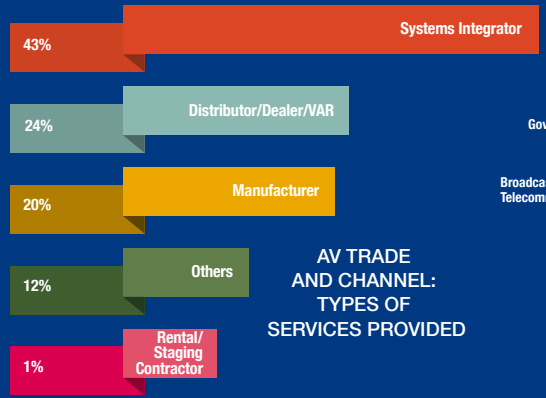 43%
Systems Integrator
24%
Distributor/Dealer/VAR
20%
Manufacturer
12%
Others
1%
Rental/
Staging
Contractor
AV TRADE
AND CHANNEL:
TYPES OF
SERVICES PROVIDED